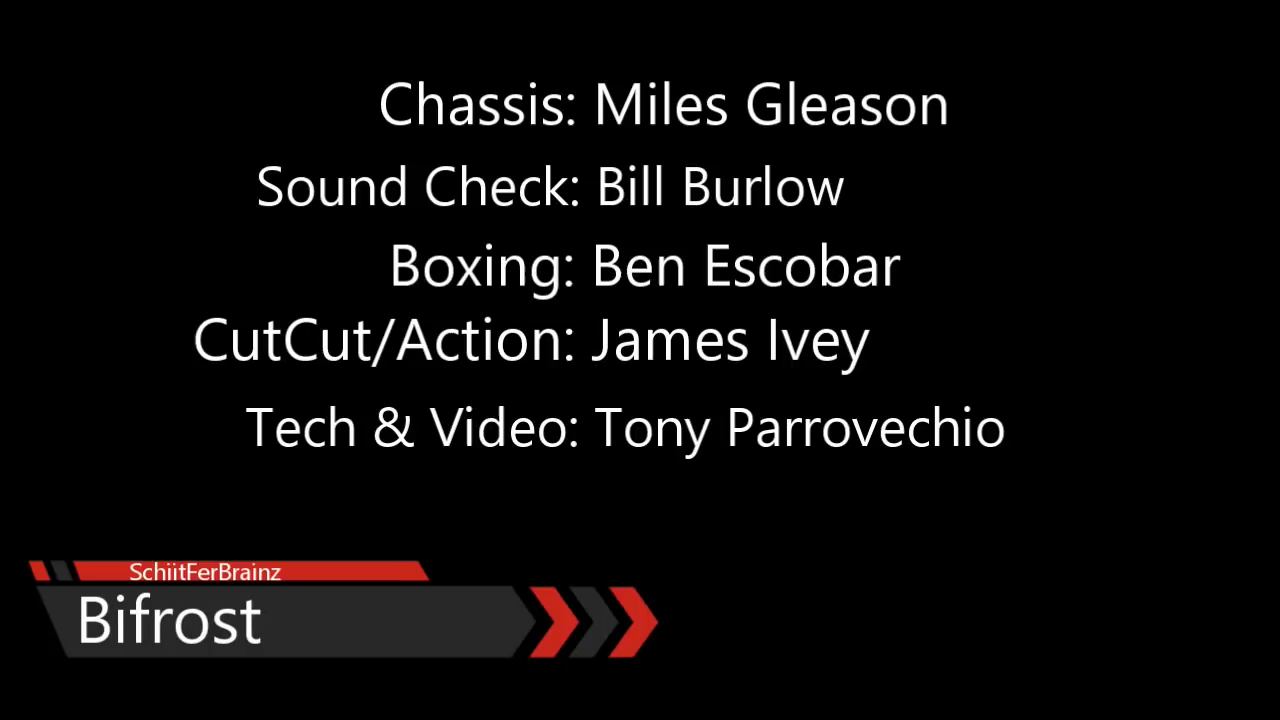 Chassis: Miles Gleason
Sound Check: Bill Burlow
Boxing: Ben Escobar
CutCut/Action: James Ivey
Tech & Video: Tony Parrovechio
SchiitFerBrainz
Bifrost